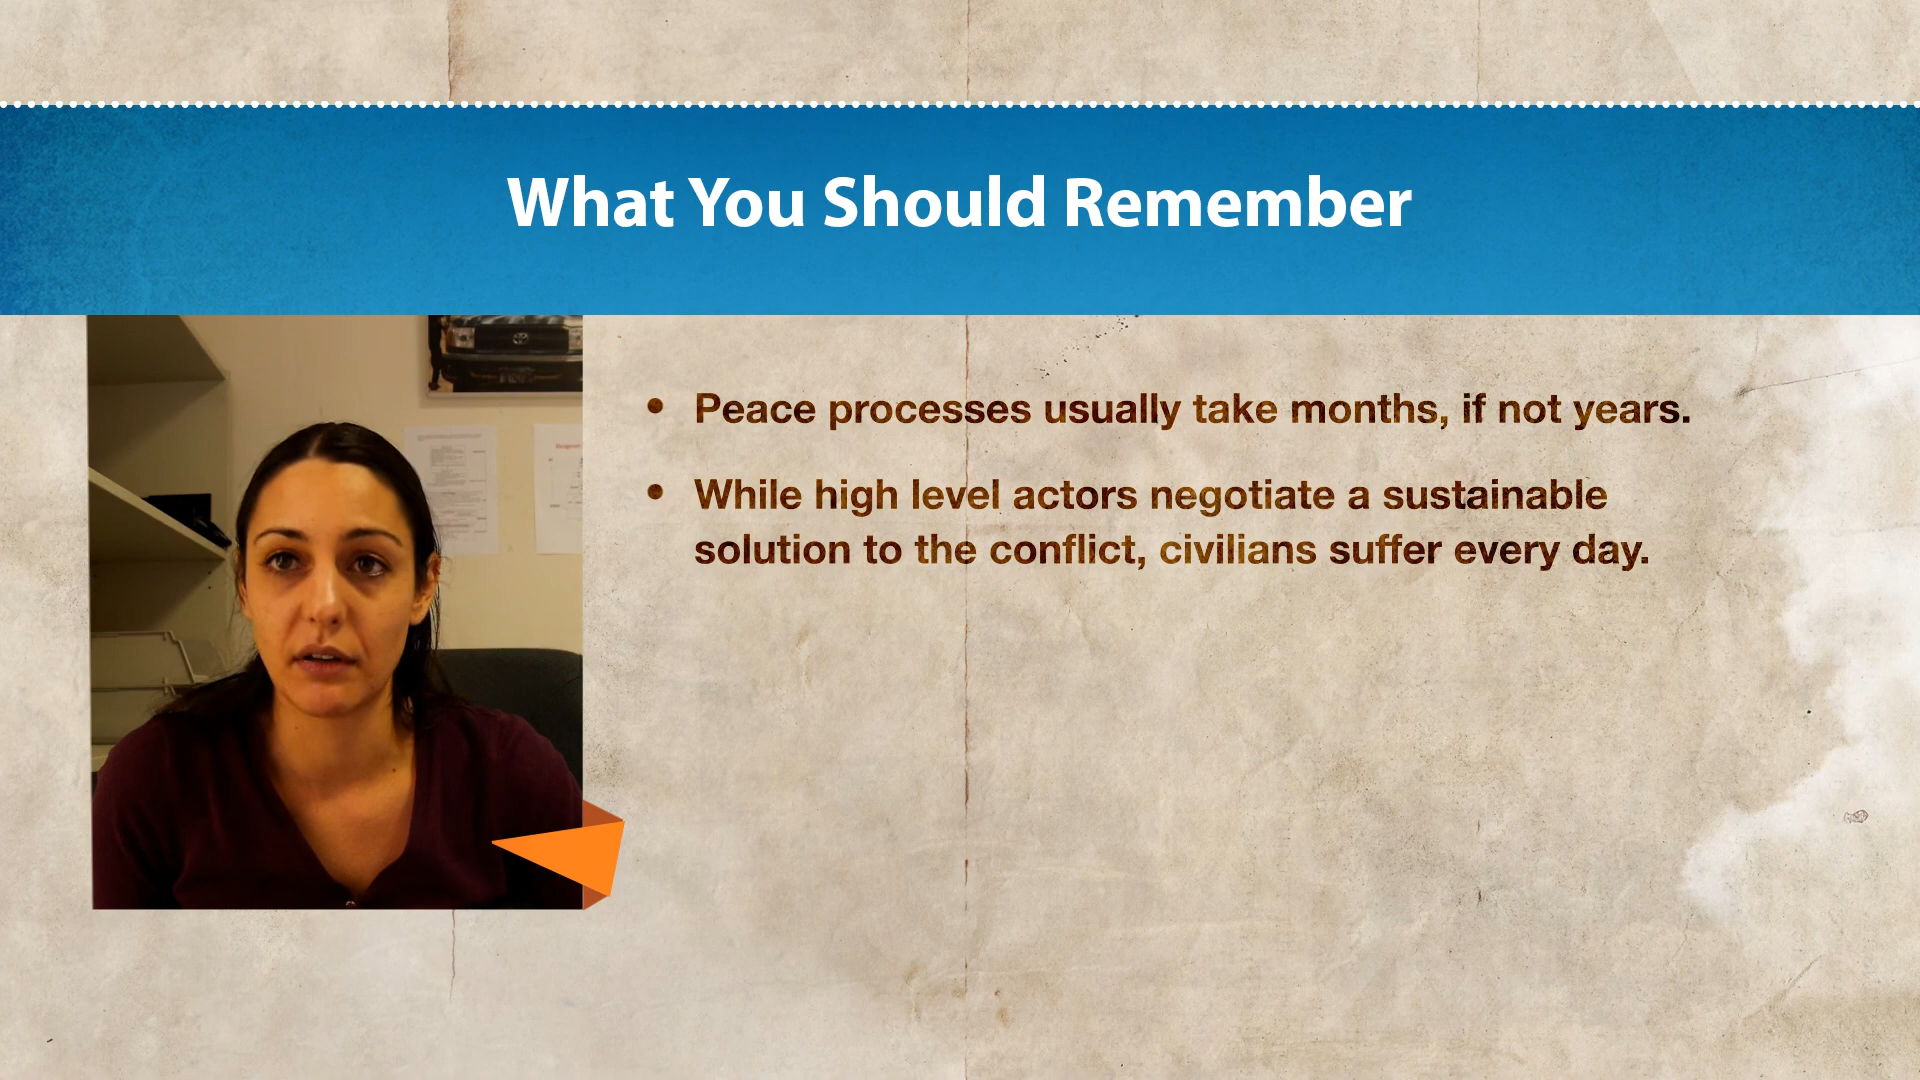 What You Should Remember
• Peace processes usually take months, if not years.
• While high level actors negotiate a sustainable
solution to the conflict, civilians suffer every day.